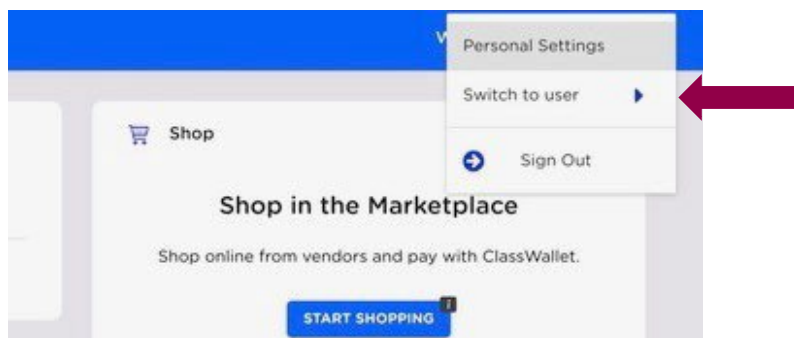 Personal Settings
Switch to user
Shop
Sign Out
Shop in the Marketplace
Shop online from vendors and pay with ClassWallet.
START SHOPPING